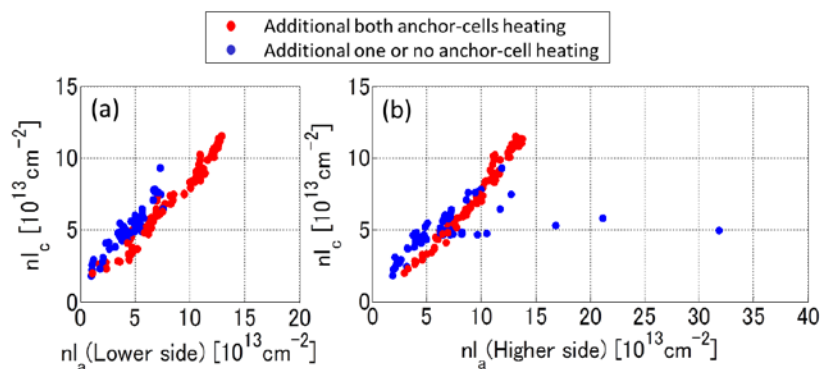 Additional both anchor-cells heating
Additional one or no anchor-cell heating
(a)
nl_c [10^13 cm^-2]
15
10
5
0
0 5 10 15 20
nl_a(Lower side) [10^13 cm^-2]
(b)
nl_c [10^13 cm^-2]
15
10
5
0
0 5 10 15 20 25 30 35 40
nl_a(Higher side) [10^13 cm^-2]